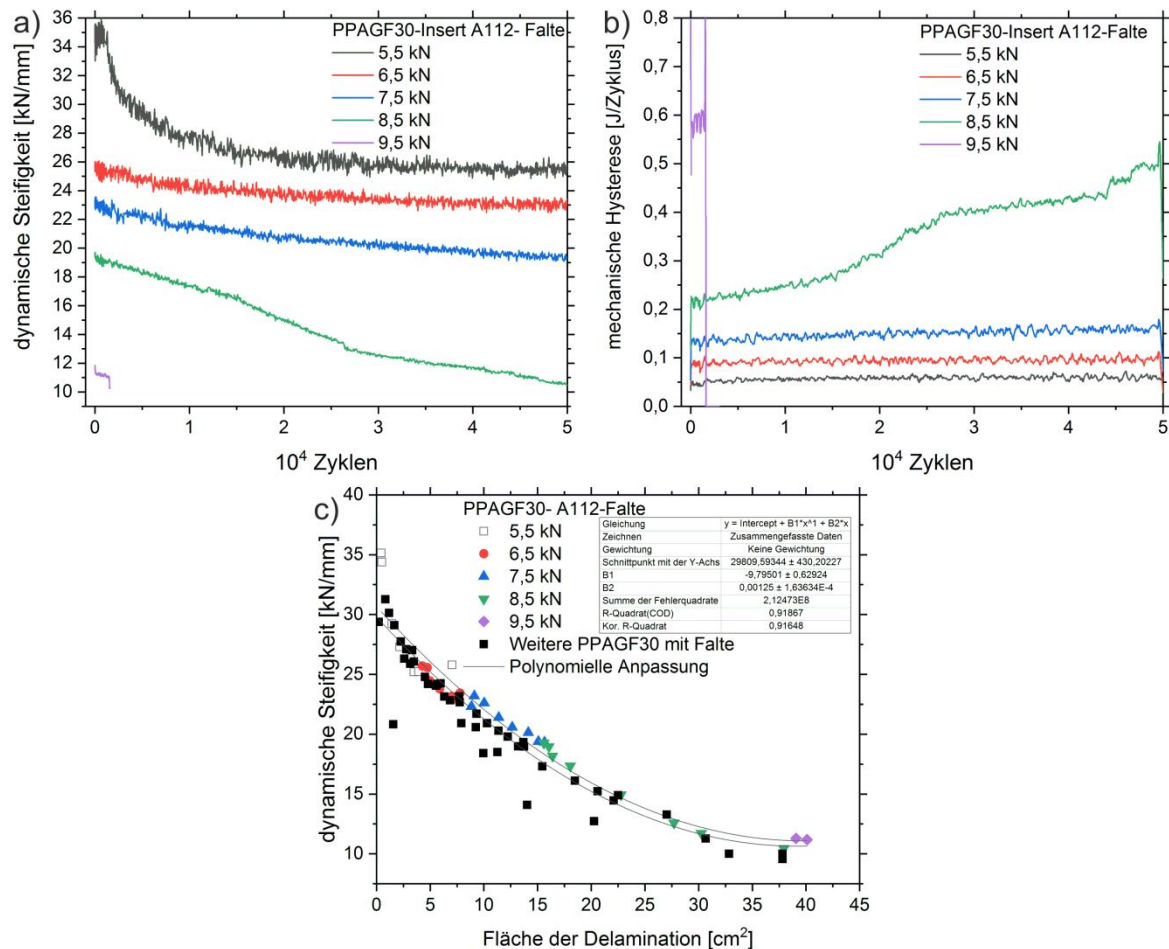 a)
PPAGF30-Insert A112- Falte
5,5 kN
6,5 kN
7,5 kN
8,5 kN
9,5 kN
dynamische Steifigkeit [kN/mm]
36
34
32
30
28
26
24
22
20
18
16
14
12
10
0 1 2 3 4 5
10⁴ Zyklen
b)
PPAGF30-Insert A112-Falte
5,5 kN
6,5 kN
7,5 kN
8,5 kN
9,5 kN
mechanische Hysterese [J/Zyklus]
0,8
0,7
0,6
0,5
0,4
0,3
0,2
0,1
0,0
0 1 2 3 4 5
10⁴ Zyklen
c)
PPAGF30- A112-Falte
5,5 kN
6,5 kN
7,5 kN
8,5 kN
9,5 kN
Weitere PPAGF30 mit Falte
Polynomielle Anpassung
Gleichung y = Intercept + B1*x^1 + B2*x
Zeichnen Zusammengefasste Daten
Gewichtung Keine Gewichtung
Schnittpunkt mit der Y-Achs 29809,59344 ± 430,20227
B1 -9,79501 ± 0,62924
B2 0,00125 ± 1,63634E-4
Summe der Fehlerquadrate 2,12473E8
R-Quadrat(COD) 0,91867
Kor. R-Quadrat 0,91648
dynamische Steifigkeit [kN/mm]
40
35
30
25
20
15
10
0 5 10 15 20 25 30 35 40 45
Fläche der Delamination [cm²]